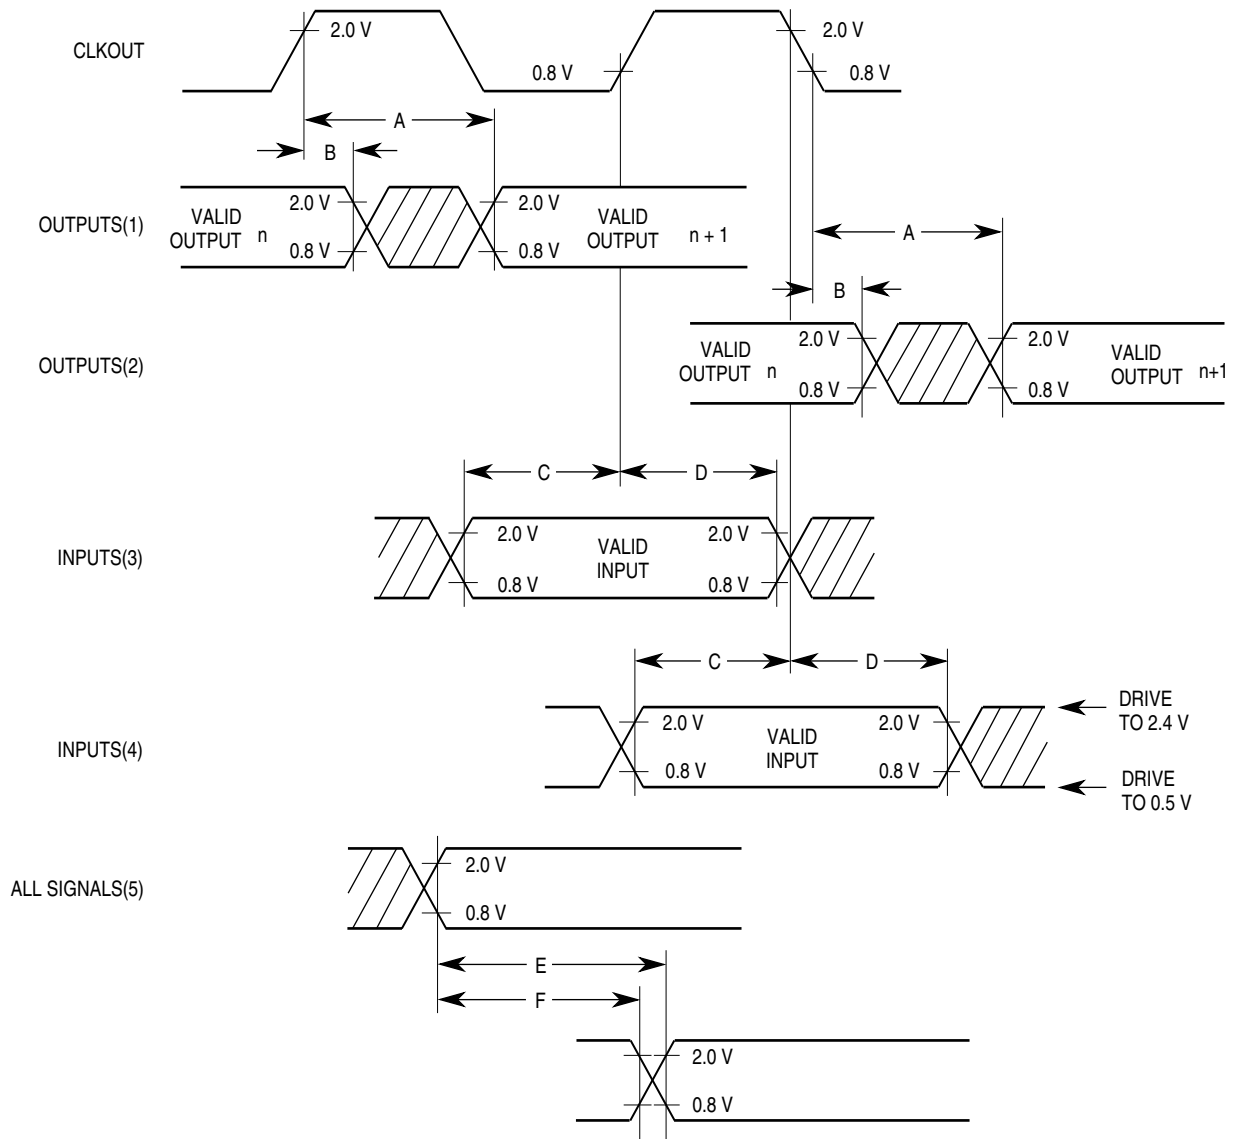 CLKOUT
2.0 V
0.8 V
2.0 V
0.8 V
A
B
OUTPUTS(1)
VALID
OUTPUT n
2.0 V
0.8 V
2.0 V
0.8 V
VALID
OUTPUT n + 1
A
B
OUTPUTS(2)
VALID
OUTPUT n
2.0 V
0.8 V
2.0 V
0.8 V
VALID
OUTPUT n+1
C
D
INPUTS(3)
2.0 V
0.8 V
VALID
INPUT
2.0 V
0.8 V
C
D
INPUTS(4)
2.0 V
0.8 V
VALID
INPUT
2.0 V
0.8 V
DRIVE
TO 2.4 V
DRIVE
TO 0.5 V
ALL SIGNALS(5)
2.0 V
0.8 V
E
F
2.0 V
0.8 V